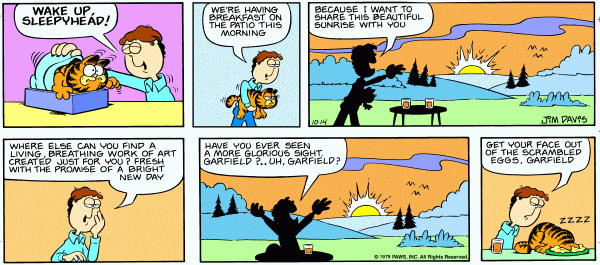 WAKE UP,
SLEEPYHEAD!
WE'RE HAVING
BREAKFAST ON
THE PATIO THIS
MORNING
BECAUSE I WANT TO
SHARE THIS BEAUTIFUL
SUNRISE WITH YOU
10-14
JIM DAVIS
WHERE ELSE CAN YOU FIND A
LIVING, BREATHING WORK OF ART
CREATED JUST FOR YOU? FRESH
WITH THE PROMISE OF A BRIGHT
NEW DAY
HAVE YOU EVER SEEN
A MORE GLORIOUS SIGHT,
GARFIELD?.. UH, GARFIELD?
© 1979 PAWS, INC. All Rights Reserved.
GET YOUR FACE OUT
OF THE SCRAMBLED
EGGS, GARFIELD
ZZZZ